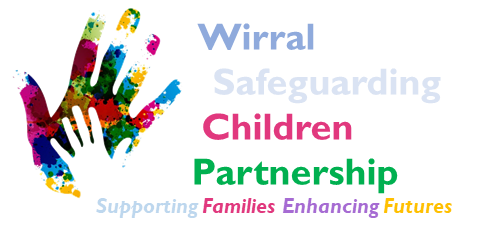 Wirral
Safeguarding
Children
Partnership
Supporting Families Enhancing Futures